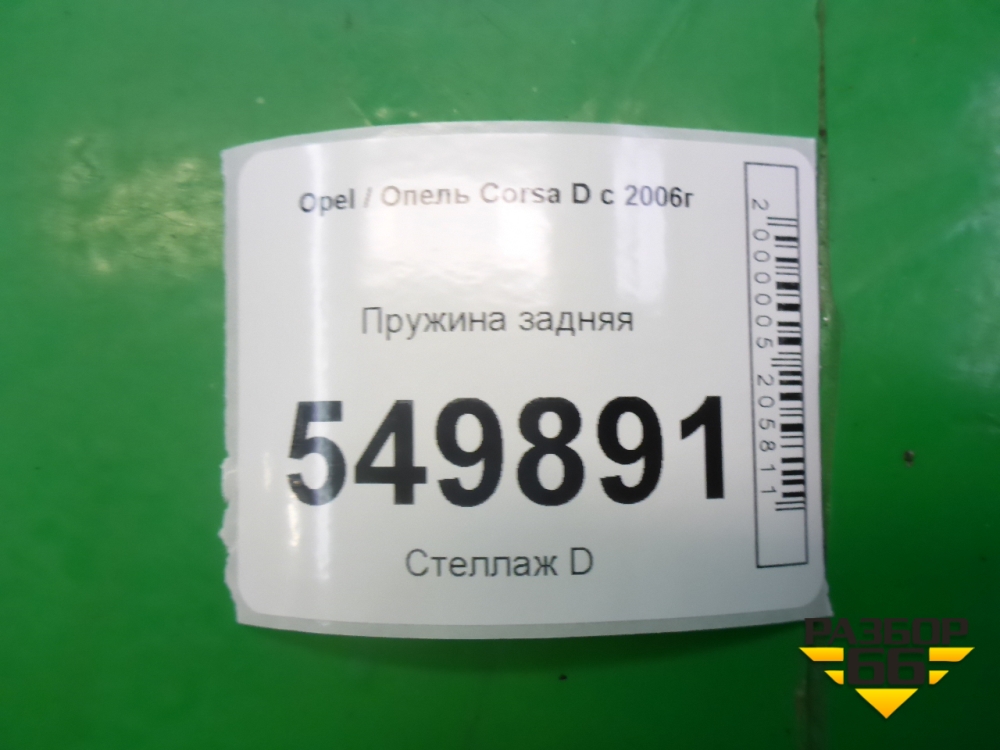 Opel / Опель Corsa D с 2006г
Пружина задняя
549891
Стеллаж D
2000005205811
РАЗБОР
66